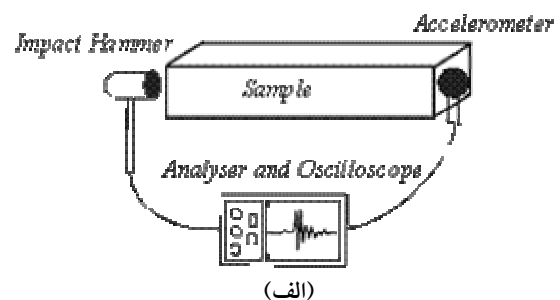 Accelerometer
Impact Hammer
Sample
Analyser and Oscilloscope
(الف)